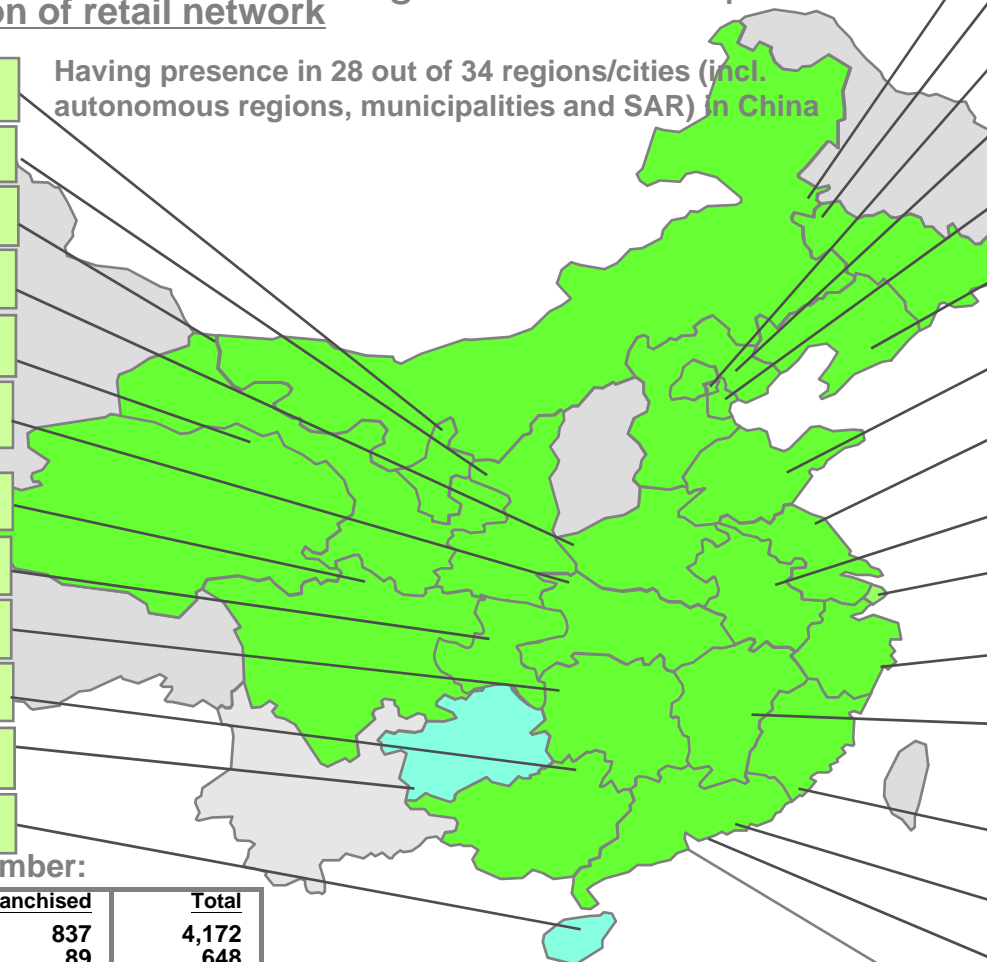 on of retail network
Having presence in 28 out of 34 regions/cities (incl.
autonomous regions, municipalities and SAR) in China
mber:
anchised Total
837 4,172
89 648